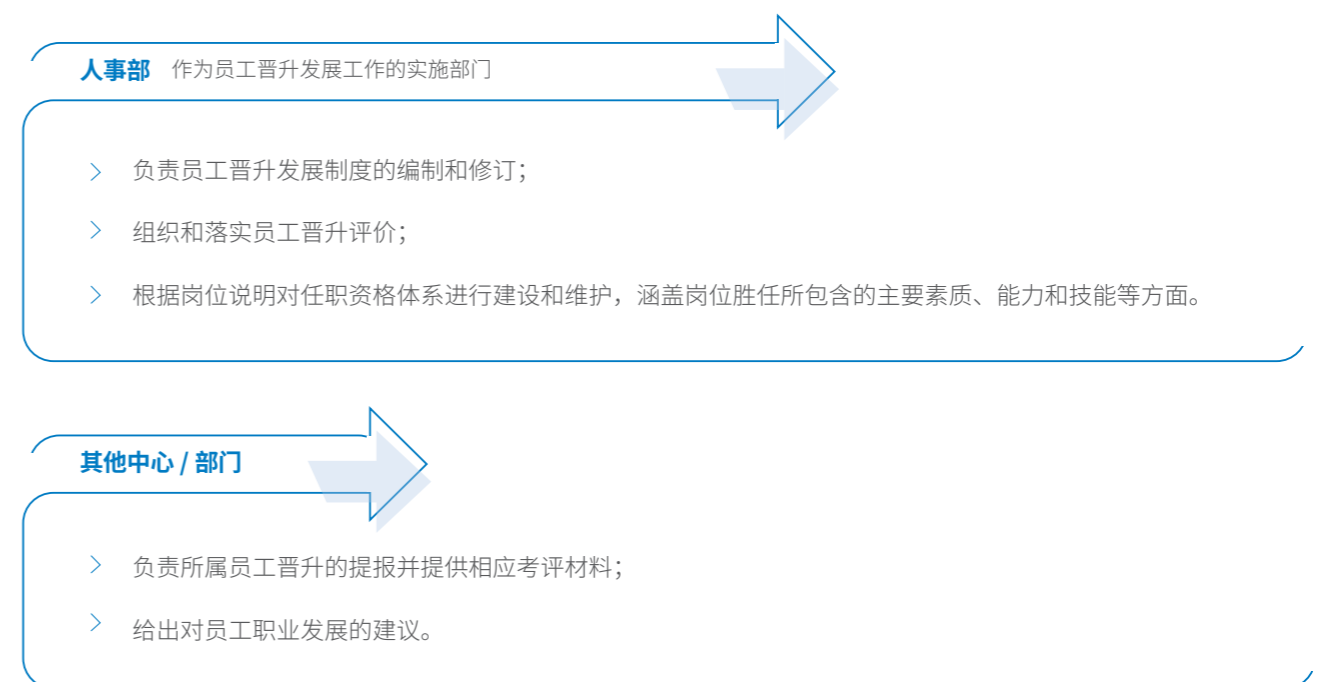 人事部 作为员工晋升发展工作的实施部门
负责员工晋升发展制度的编制和修订；
组织和落实员工晋升评价；
根据岗位说明对任职资格体系进行建设和维护，涵盖岗位胜任所包含的主要素质、能力和技能等方面。
其他中心 / 部门
负责所属员工晋升的提报并提供相应考评材料；
给出对员工职业发展的建议。